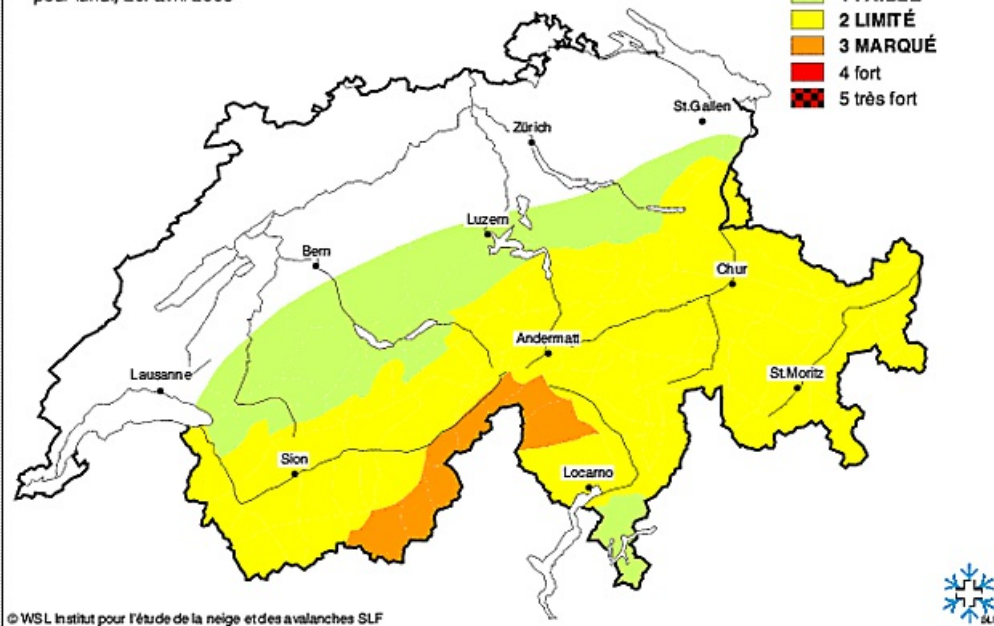 2 LIMITÉ
3 MARQUÉ
4 fort
5 très fort
St.Gallen
Zürich
Luzern
Bern
Chur
Andermatt
Lausanne
St.Moritz
Sion
Locarno
© WSL Institut pour l'étude de la neige et des avalanches SLF